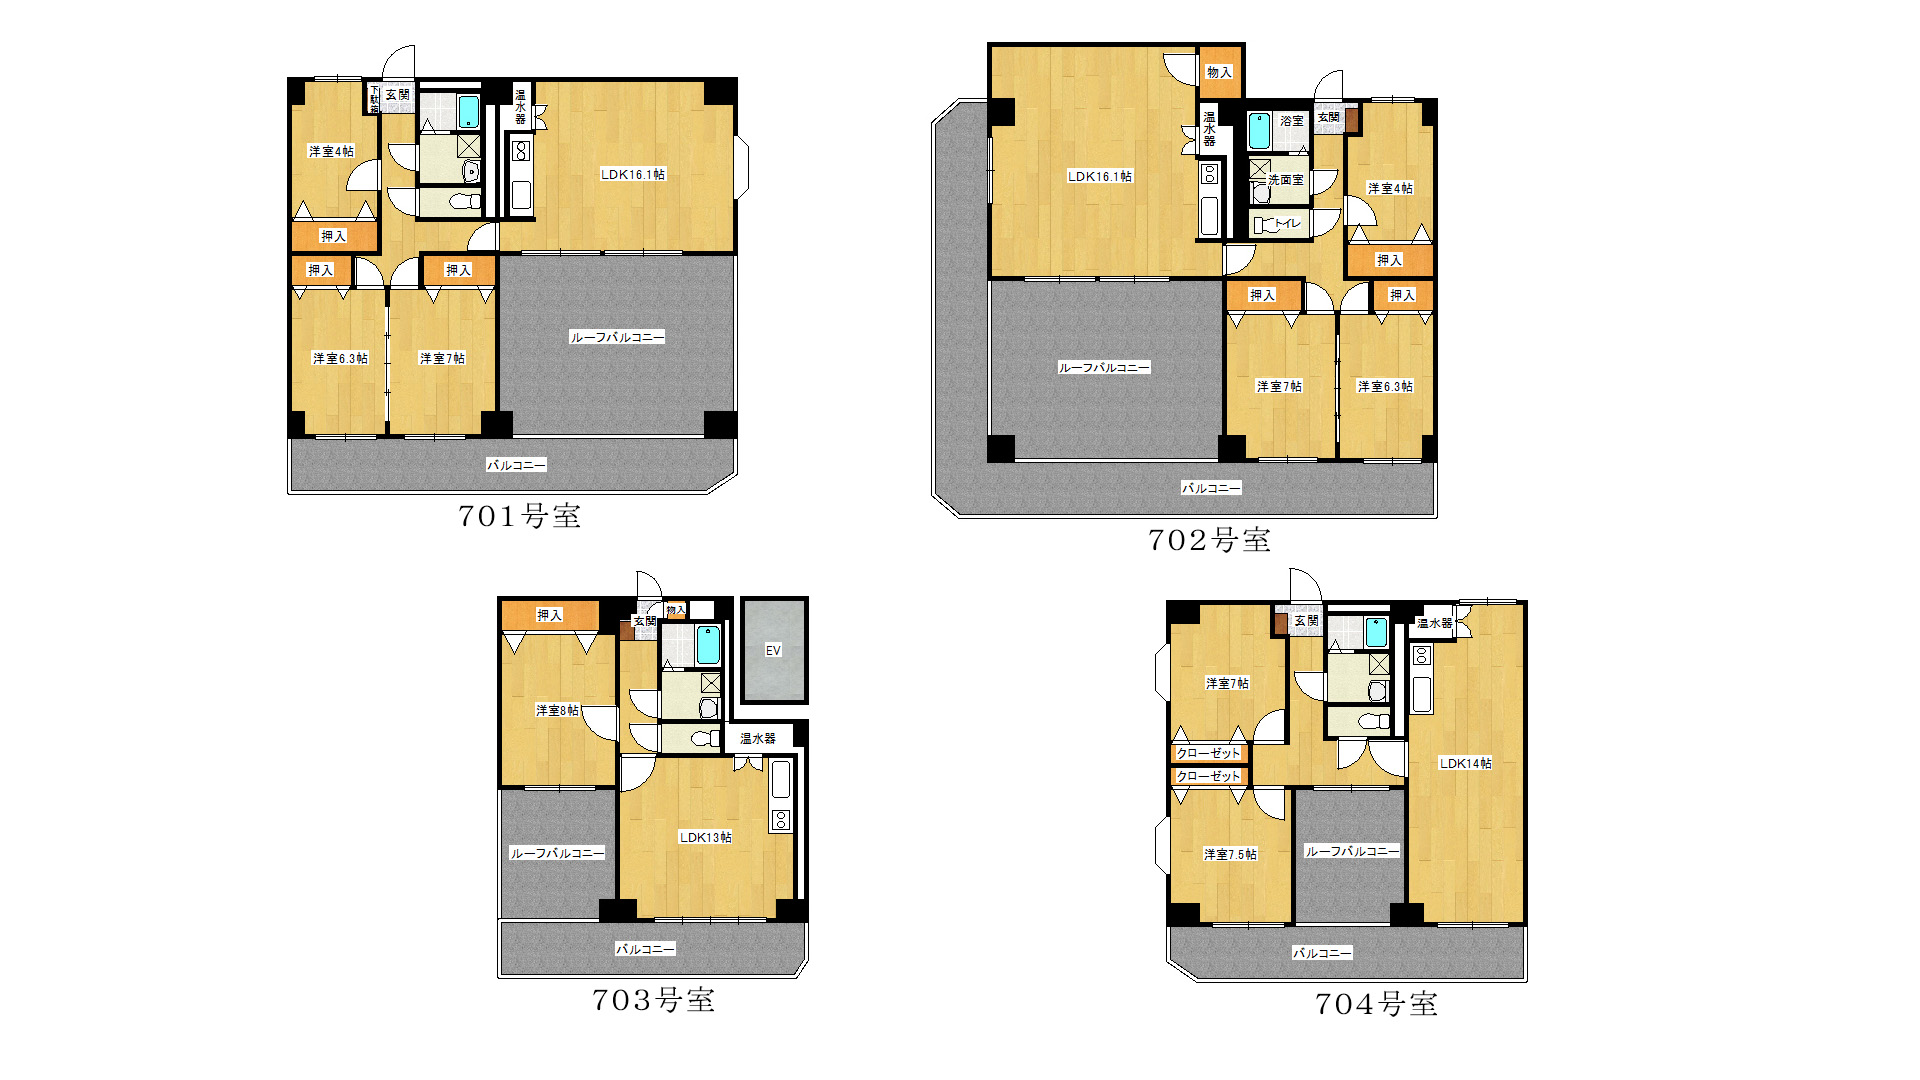 下駄箱
玄関
温水器
洋室4帖
LDK16.1帖
押入
押入
押入
ルーフバルコニー
洋室6.3帖
洋室7帖
バルコニー
701号室
物入
温水器
浴室
玄関
LDK16.1帖
洗面室
洋室4帖
トイレ
押入
押入
押入
ルーフバルコニー
洋室7帖
洋室6.3帖
バルコニー
702号室
押入
物入
玄関
EV
洋室8帖
温水器
LDK13帖
ルーフバルコニー
バルコニー
703号室
玄関
温水器
洋室7帖
クローゼット
LDK14帖
クローゼット
ルーフバルコニー
洋室7.5帖
バルコニー
704号室